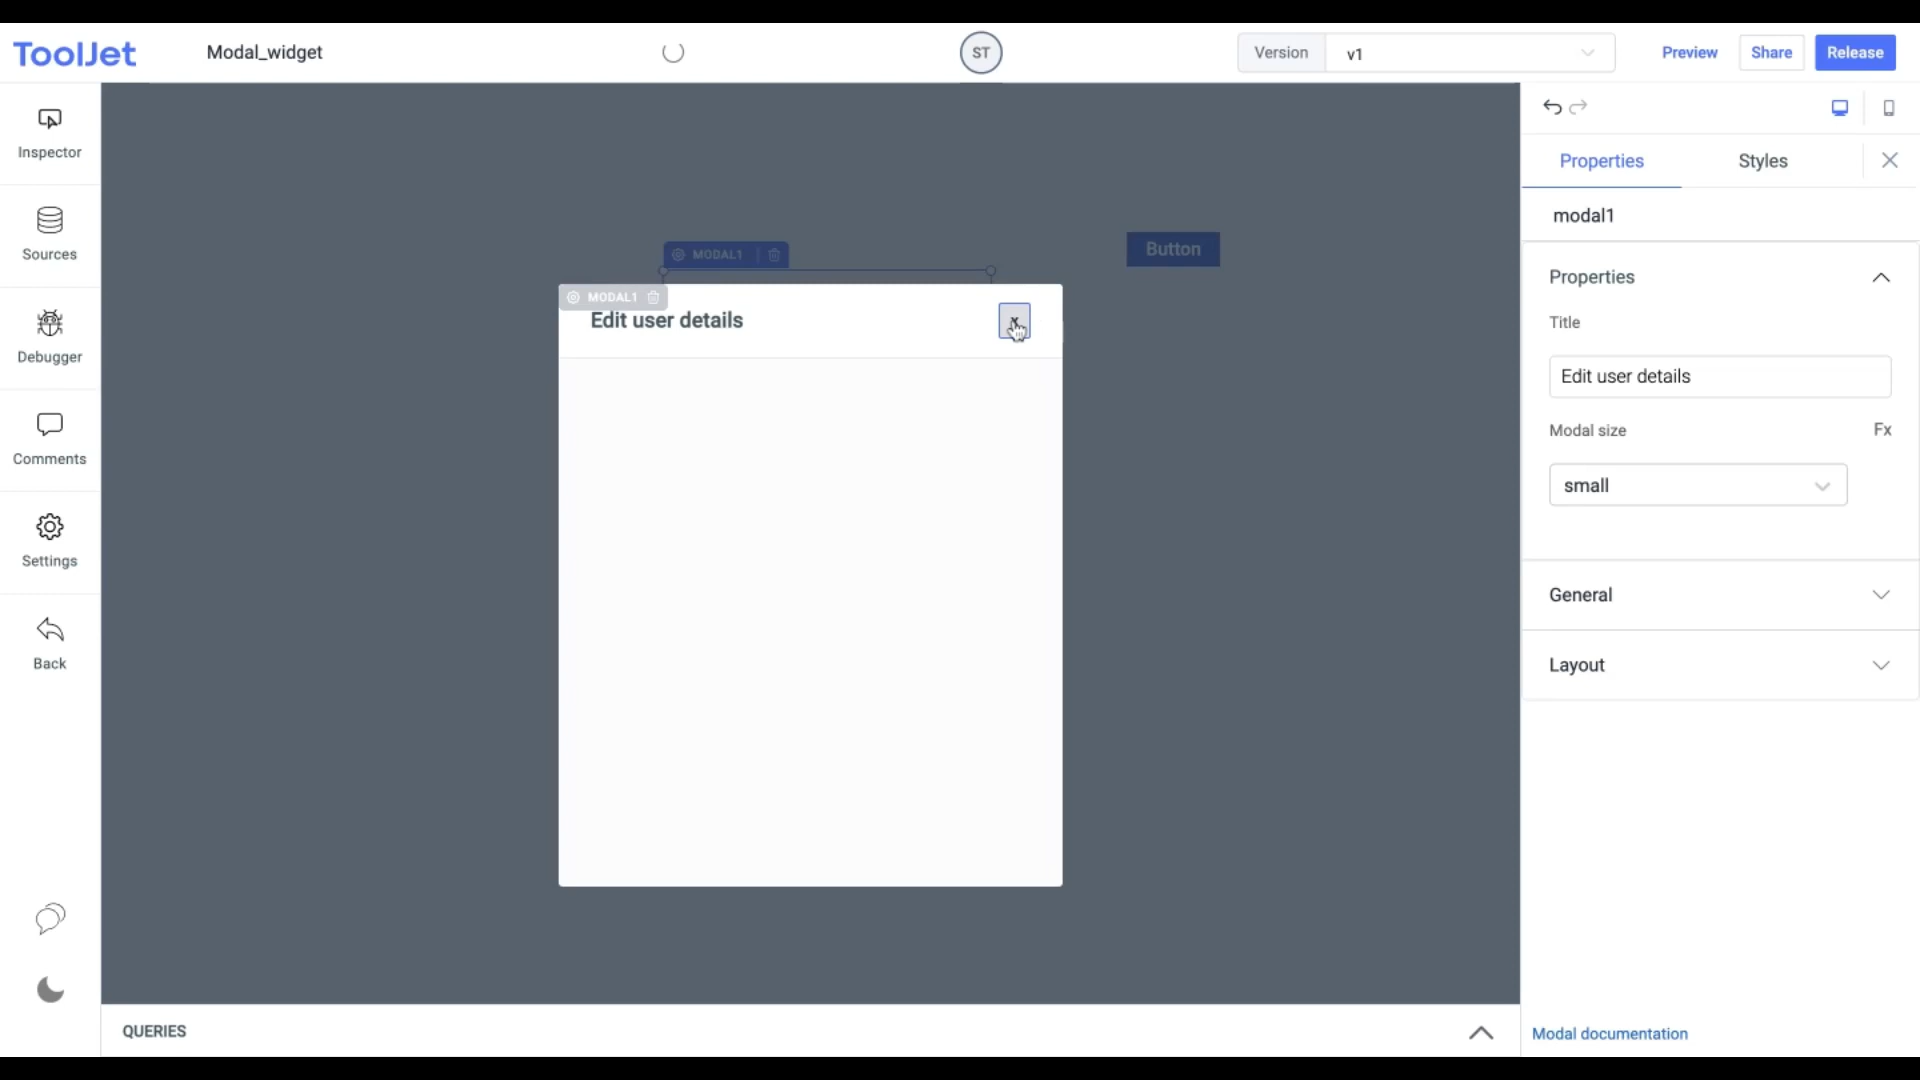 ToolJet
Modal_widget
ST
Version
v1
Preview
Share
Release
Inspector
Sources
Debugger
Comments
Settings
Back
MODAL1
Button
MODAL1
Edit user details
x
Properties
Styles
modal1
Properties
Title
Edit user details
Modal size
Fx
small
General
Layout
QUERIES
Modal documentation